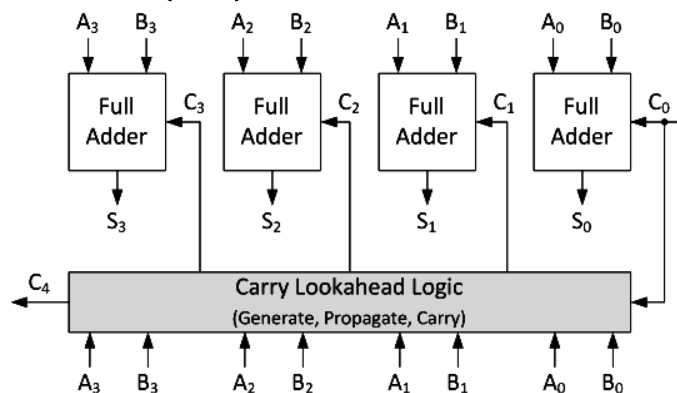 A₃ B₃ A₂ B₂ A₁ B₁ A₀ B₀
Full Adder C₃ Full Adder C₂ Full Adder C₁ Full Adder C₀
S₃ S₂ S₁ S₀
C₄ Carry Lookahead Logic
(Generate, Propagate, Carry)
A₃ B₃ A₂ B₂ A₁ B₁ A₀ B₀